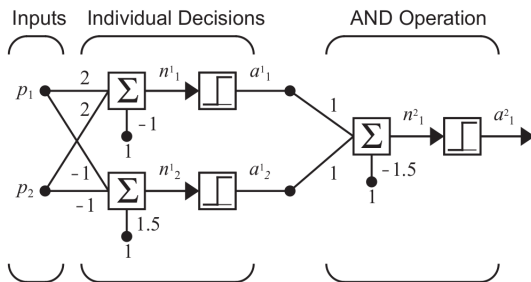 Inputs Individual Decisions AND Operation
p1 2 Σ n¹1 a¹1
2 -1 1
1 Σ n²1 a²1
-1 1 -1.5
p2 -1 Σ n¹2 a¹2 1
1.5
1